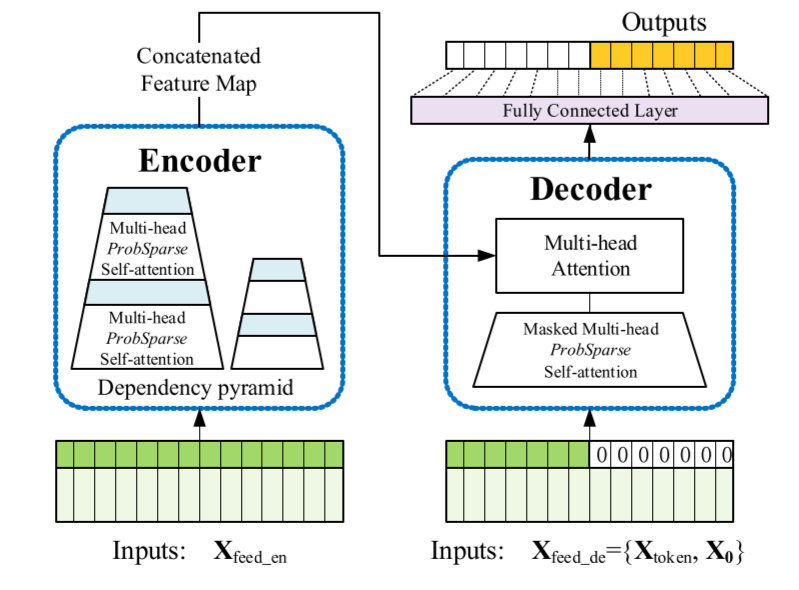 Concatenated
Feature Map
Encoder
Multi-head
ProbSparse
Self-attention
Multi-head
ProbSparse
Self-attention
Dependency pyramid
Inputs: Xfeed_en
Outputs
Fully Connected Layer
Decoder
Multi-head
Attention
Masked Multi-head
ProbSparse
Self-attention
0 0 0 0 0 0 0
Inputs: Xfeed_de={Xtoken, X0}